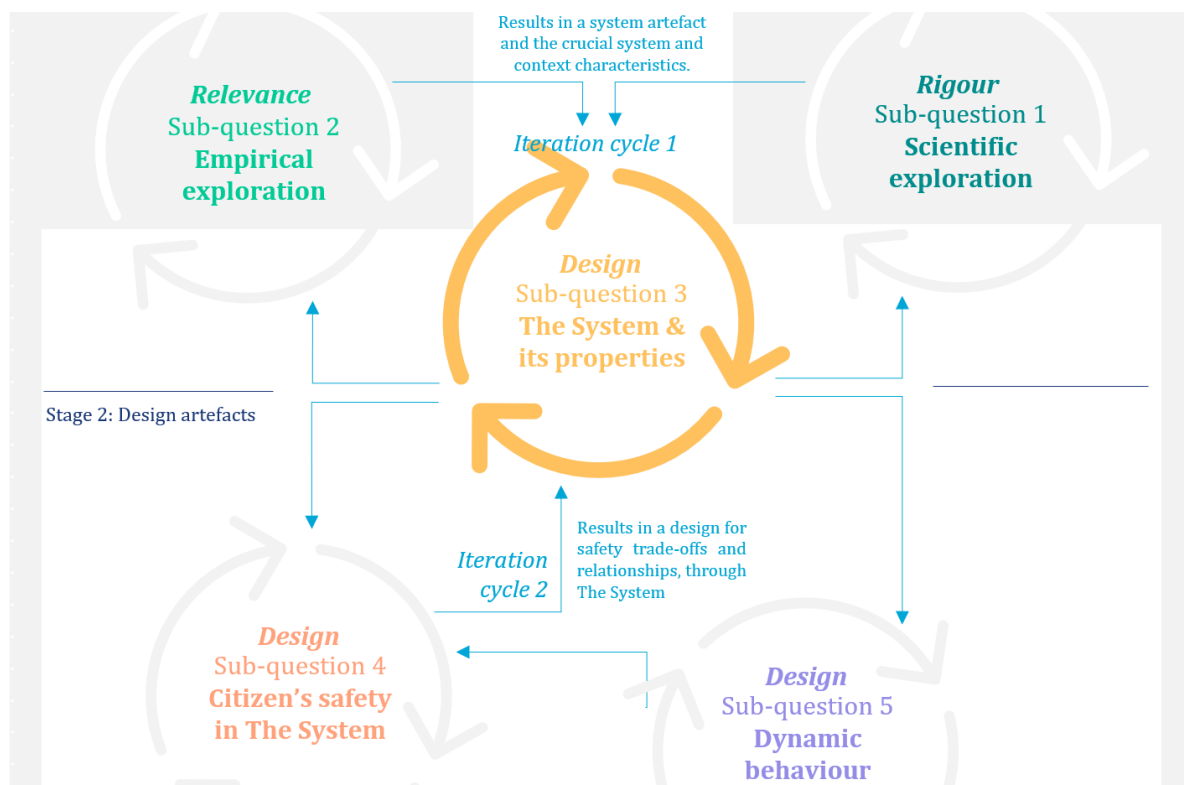 Results in a system artefact
and the crucial system and
context characteristics.
Relevance
Sub-question 2
Empirical
exploration
Rigour
Sub-question 1
Scientific
exploration
Iteration cycle 1
Design
Sub-question 3
The System &
its properties
Stage 2: Design artefacts
Iteration
cycle 2
Results in a design for
safety trade-offs and
relationships, through
The System
Design
Sub-question 4
Citizen’s safety
in The System
Design
Sub-question 5
Dynamic
behaviour